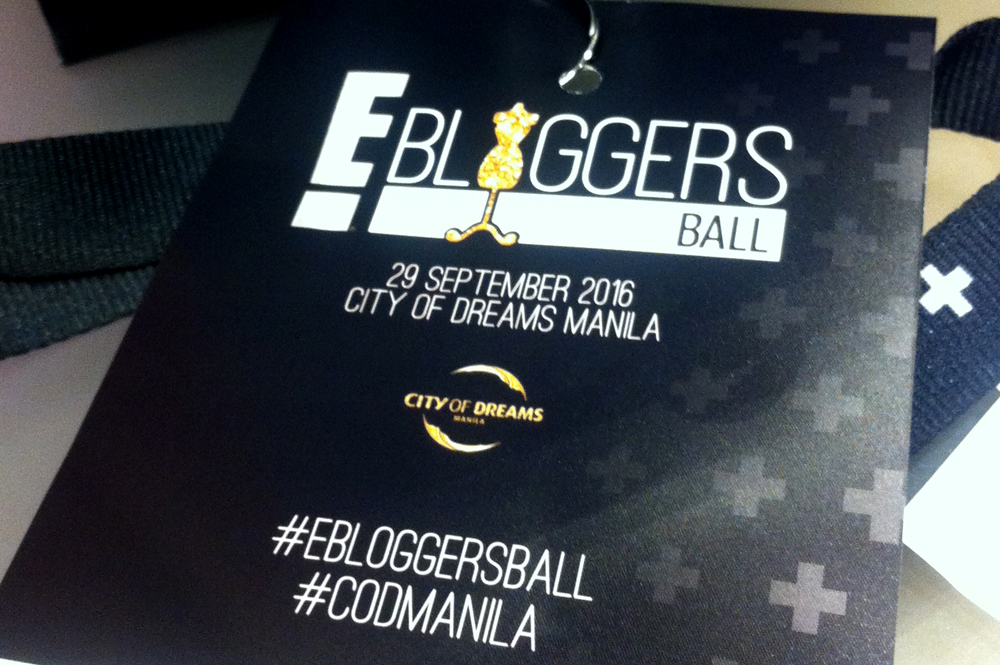 E BLOGGERS
BALL
29 SEPTEMBER 2016
CITY OF DREAMS MANILA
CITY OF DREAMS
MANILA
#EBLOGGERSBALL
#CODMANILA